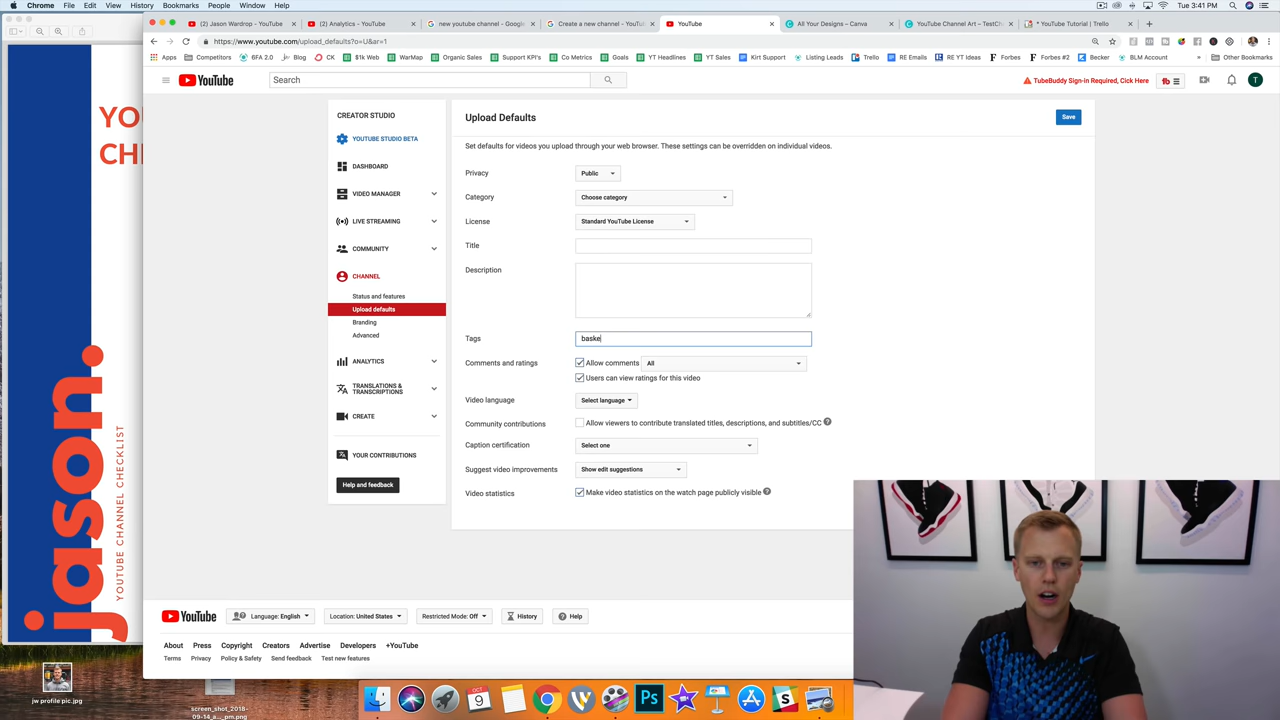 Chrome File Edit View History Bookmarks People Window Help
Tue 3:41 PM
(2) Jason Wardrop - YouTube
(2) Analytics - YouTube
new youtube channel - Google
Create a new channel - YouTu
YouTube
All Your Designs - Canva
YouTube Channel Art – TestCh
* YouTube Tutorial | Trello
https://www.youtube.com/upload_defaults?o=U&ar=1
Apps Competitors 6FA 2.0 Blog CK $1k Web WarMap Organic Sales Support KPI's Co Metrics Goals YT Headlines YT Sales Kirt Support Listing Leads Trello RE YT Ideas Forbes Forbes #2 Becker BLM Account » Other Bookmarks
YouTube
Search
TubeBuddy Sign-in Required, Cick Here
tb
T
CREATOR STUDIO
YOUTUBE STUDIO BETA
DASHBOARD
VIDEO MANAGER
LIVE STREAMING
COMMUNITY
CHANNEL
Status and features
Upload defaults
Branding
Advanced
ANALYTICS
TRANSLATIONS &
TRANSCRIPTIONS
CREATE
YOUR CONTRIBUTIONS
Help and feedback
Upload Defaults
Save
Set defaults for videos you upload through your web browser. These settings can be overridden on individual videos.
Privacy Public
Category Choose category
License Standard YouTube License
Title
Description
Tags baske
Comments and ratings Allow comments All
Users can view ratings for this video
Video language Select language
Community contributions Allow viewers to contribute translated titles, descriptions, and subtitles/CC ?
Caption certification Select one
Suggest video improvements Show edit suggestions
Video statistics Make video statistics on the watch page publicly visible ?
YouTube
Language: English
Location: United States
Restricted Mode: Off
History
Help
About Press Copyright Creators Advertise Developers +YouTube
Terms Privacy Policy & Safety Send feedback Test new features
YO
CH
jason.
YOUTUBE CHANNEL CHECKLIST
jw profile pic.jpg
screen_shot_2018-
09-14_a..._pm.png
OCT
9
Ps
S